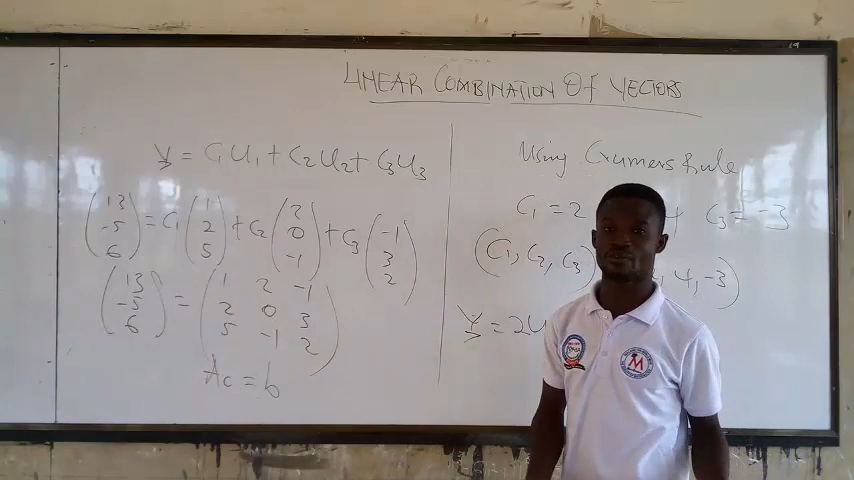 LINEAR COMBINATION OF VECTORS
V = C1U1 + C2U2 + C3U3
(13 -5 6) = C1 (1 2 5) + C2 (2 0 -1) + C3 (-1 3 2)
(13 -5 6) = (1 2 -1
2 0 3
5 -1 2)
Ac = b
Using Crumers Rule
C1 = 2 C3 = -3
(C1, C2, C3) , 4, -3)
V = 2U